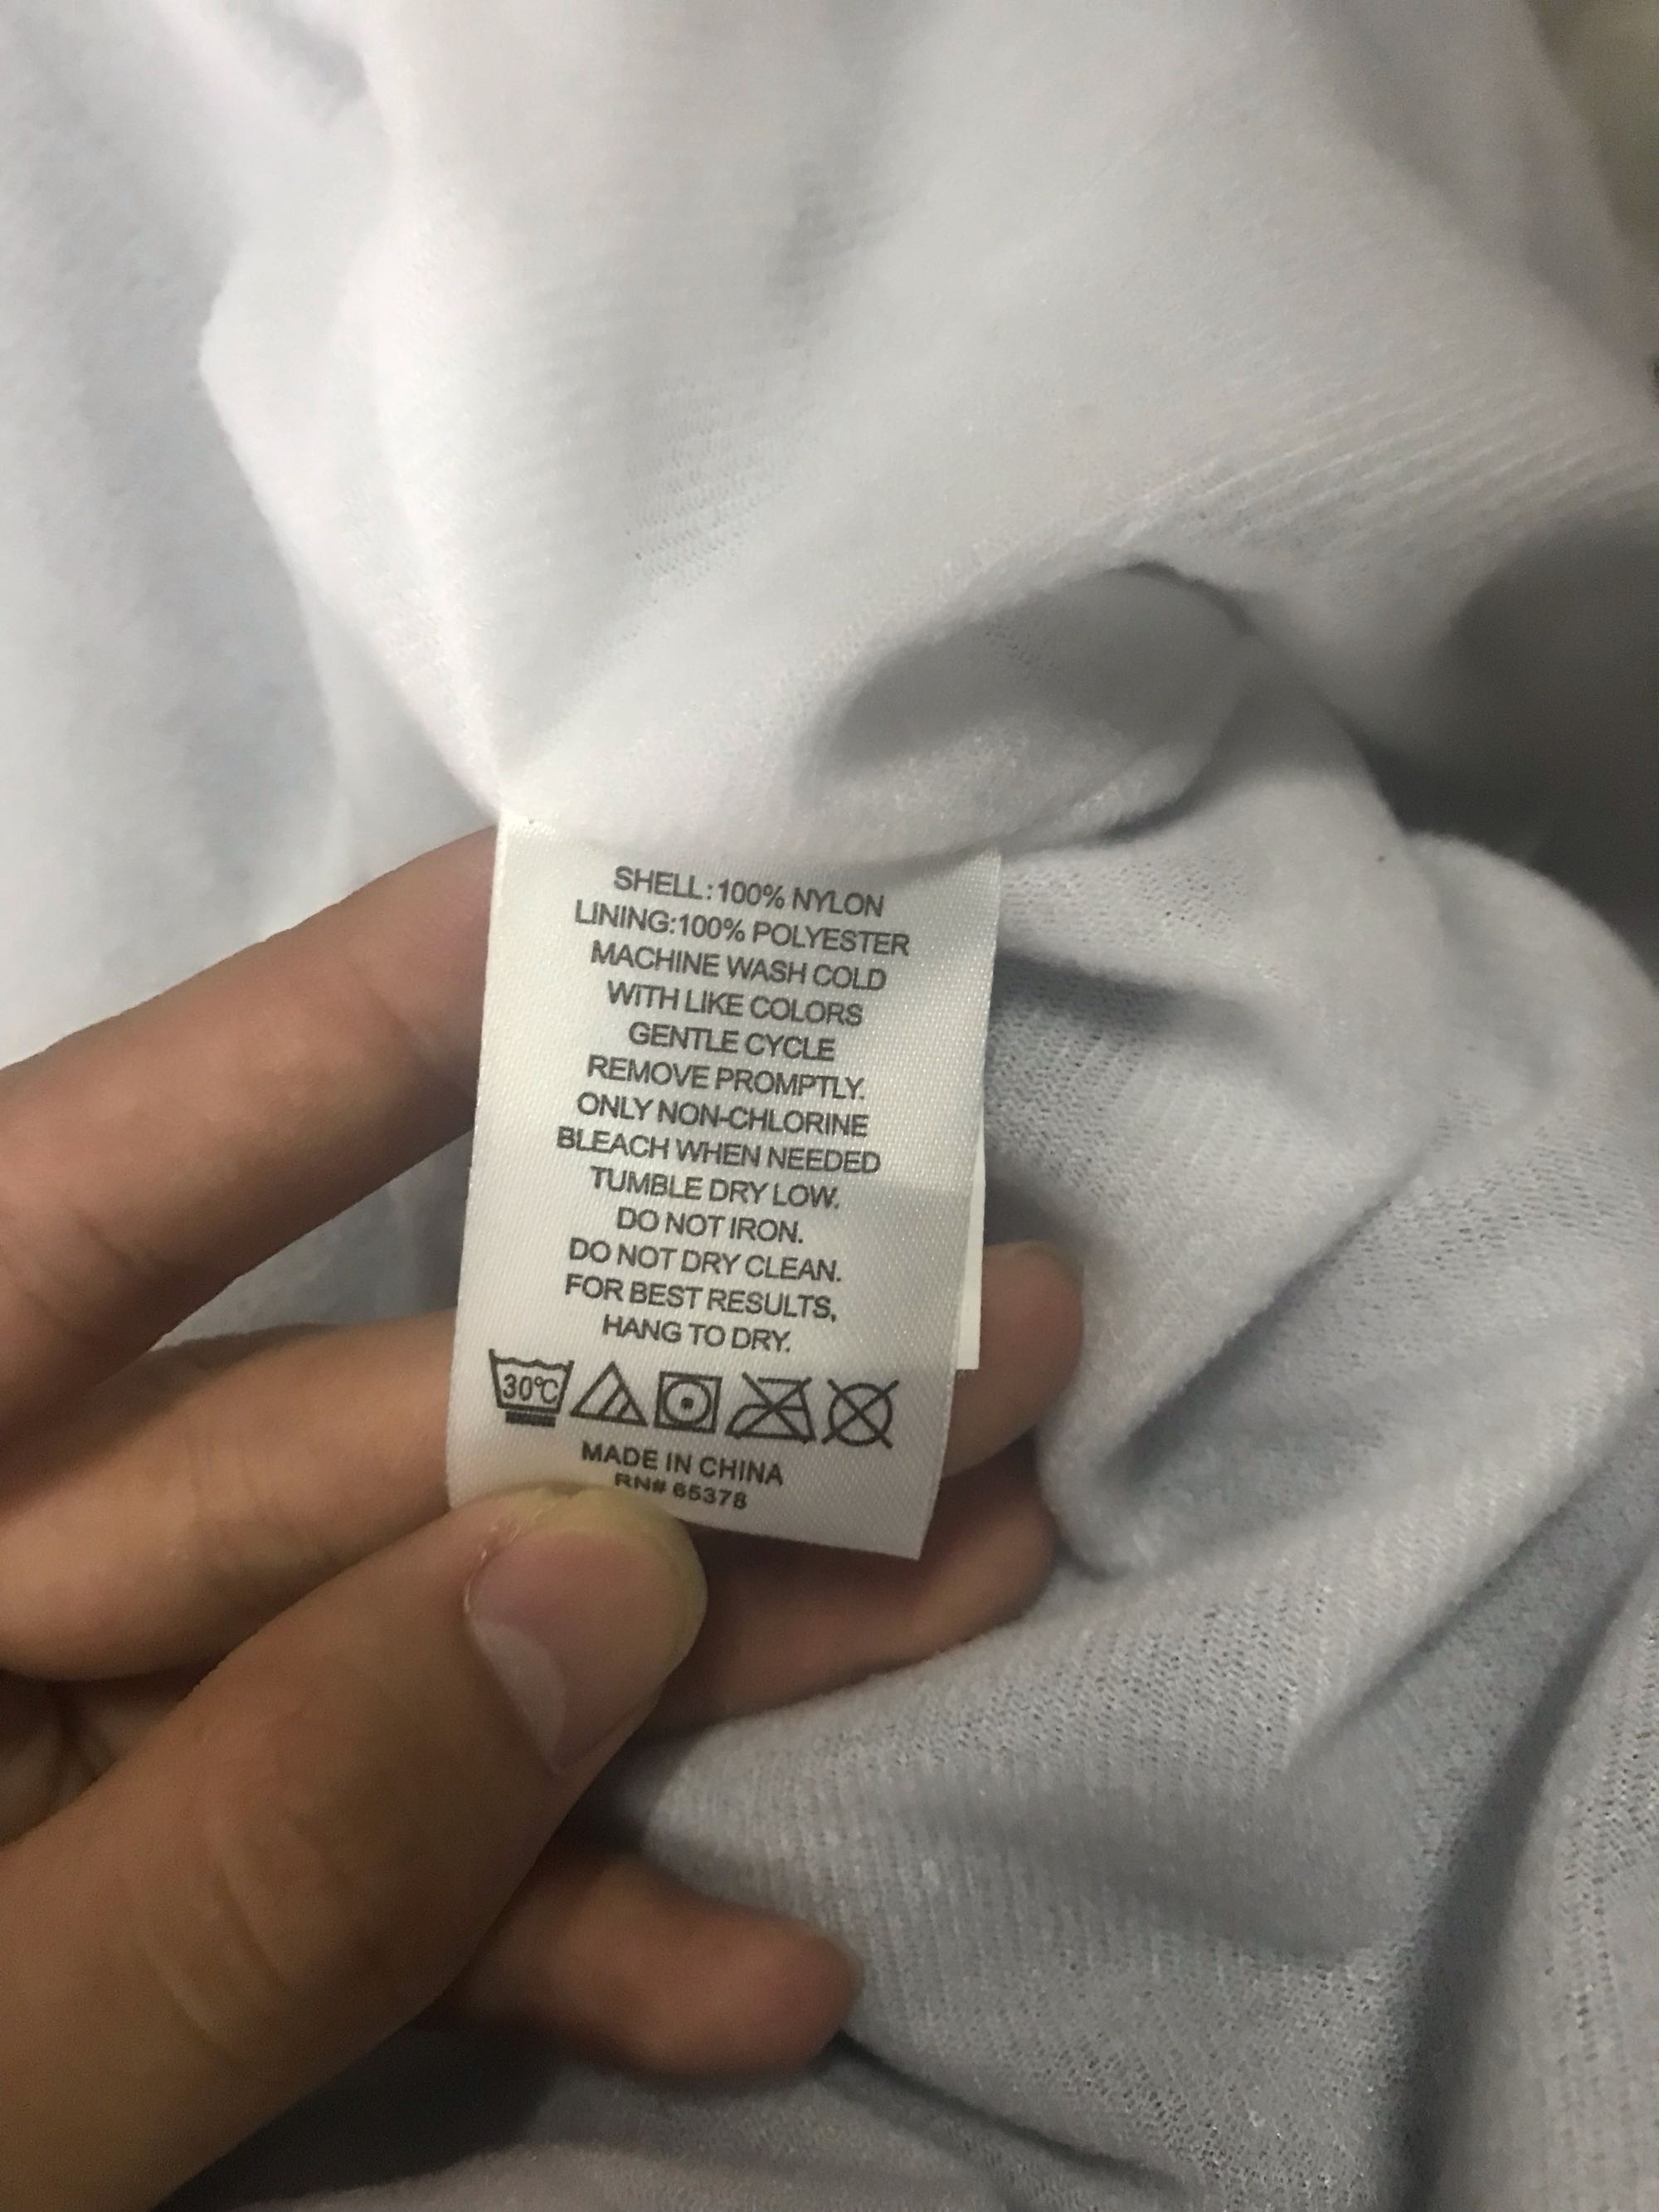 SHELL:100% NYLON
LINING:100% POLYESTER
MACHINE WASH COLD
WITH LIKE COLORS
GENTLE CYCLE
REMOVE PROMPTLY.
ONLY NON-CHLORINE
BLEACH WHEN NEEDED
TUMBLE DRY LOW.
DO NOT IRON.
DO NOT DRY CLEAN.
FOR BEST RESULTS,
HANG TO DRY.
30°C
MADE IN CHINA
RN# 65378